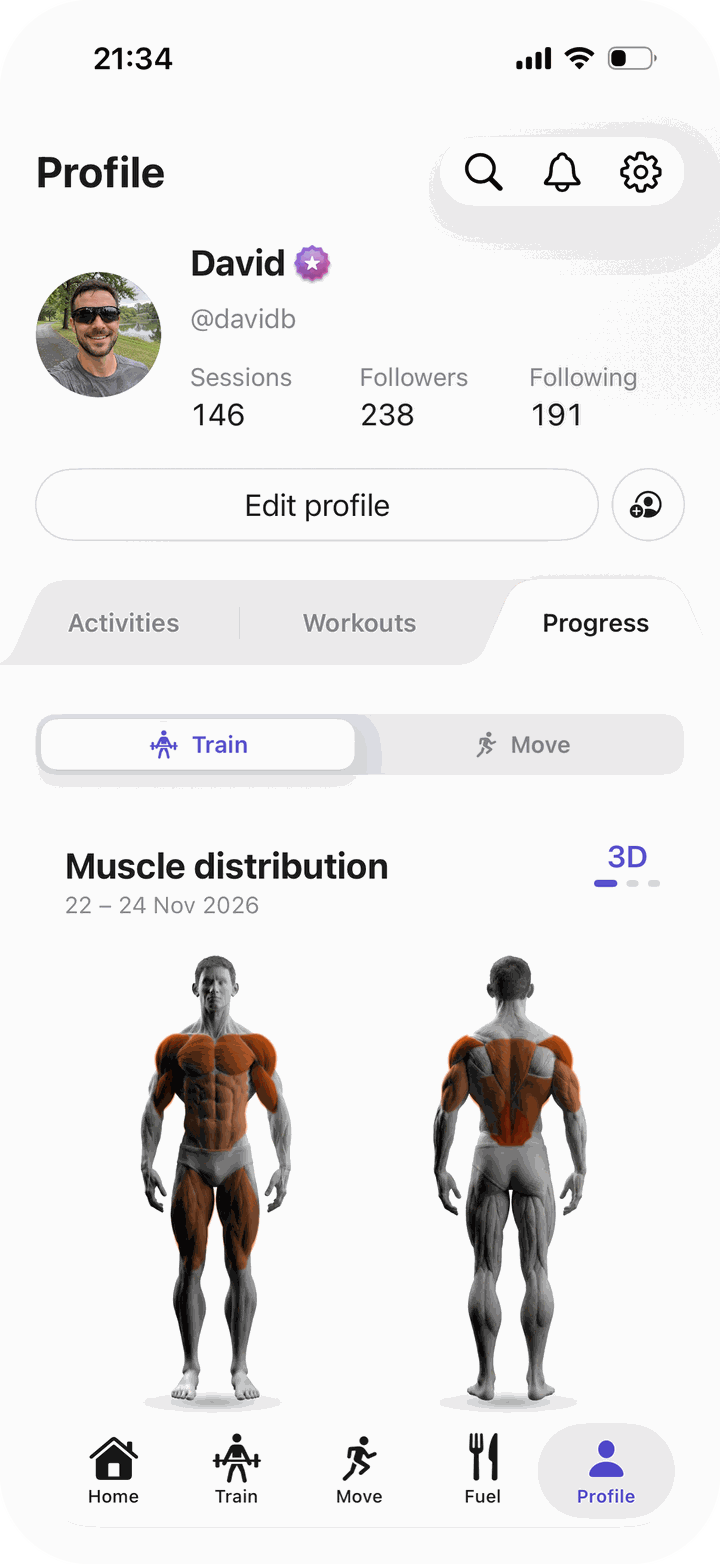 21:34
Profile
David
@davidb
Sessions Followers Following
146 238 191
Edit profile
Activities Workouts Progress
Train Move
Muscle distribution
3D
22 – 24 Nov 2026
Home Train Move Fuel Profile